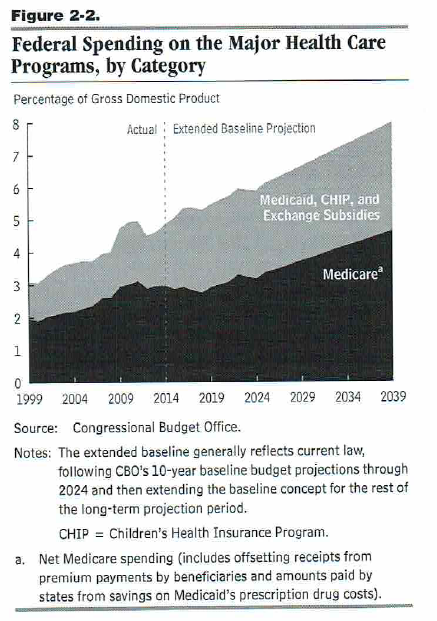 Figure 2-2.
Federal Spending on the Major Health Care
Programs, by Category
Percentage of Gross Domestic Product
8
Actual Extended Baseline Projection
7
6
Medicaid, CHIP, and
Exchange Subsidies
5
4
Medicareᵃ
3
2
1
0
1999 2004 2009 2014 2019 2024 2029 2034 2039
Source: Congressional Budget Office.
Notes: The extended baseline generally reflects current law,
following CBO's 10-year baseline budget projections through
2024 and then extending the baseline concept for the rest of
the long-term projection period.
CHIP = Children's Health Insurance Program.
a. Net Medicare spending (includes offsetting receipts from
premium payments by beneficiaries and amounts paid by
states from savings on Medicaid's prescription drug costs).